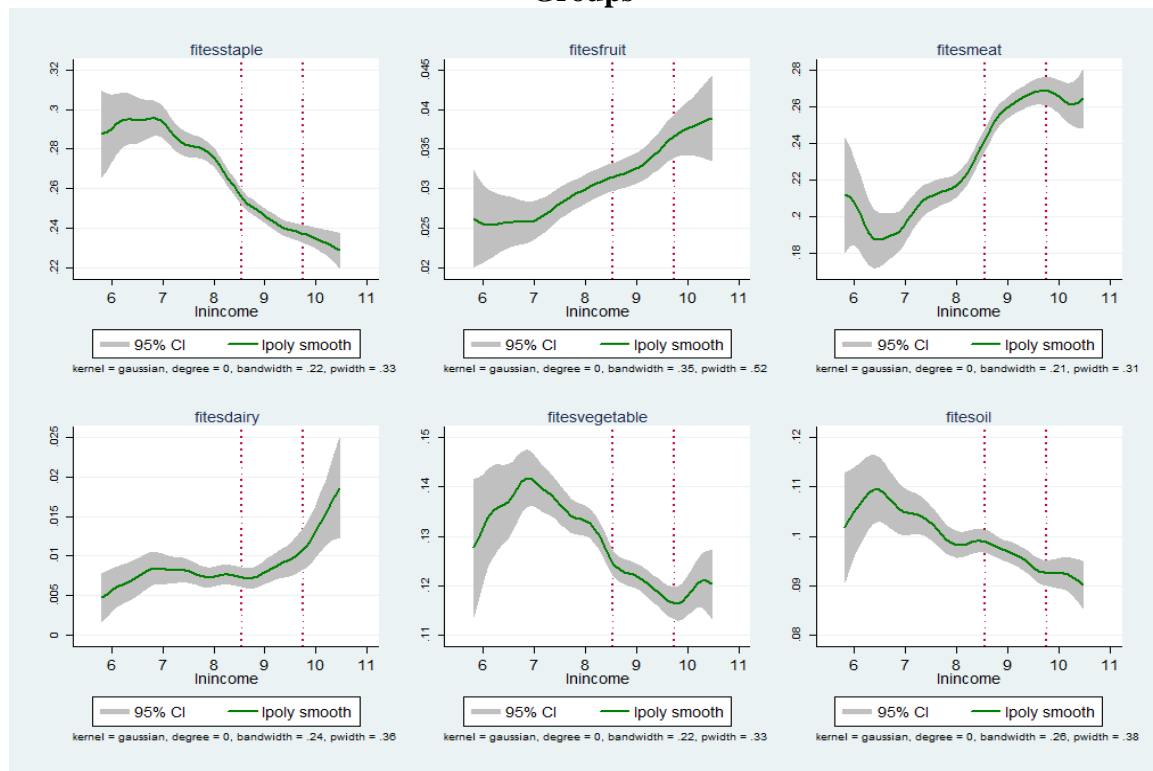 Groups
fitesstaple
.32
.3
.28
.26
.24
.22
6 7 8 9 10 11
lnincome
95% CI lpoly smooth
kernel = gaussian, degree = 0, bandwidth = .22, pwidth = .33
fitesfruit
.045
.04
.035
.03
.025
.02
6 7 8 9 10 11
lnincome
95% CI lpoly smooth
kernel = gaussian, degree = 0, bandwidth = .35, pwidth = .52
fitesmeat
.28
.26
.24
.22
.2
.18
6 7 8 9 10 11
lnincome
95% CI lpoly smooth
kernel = gaussian, degree = 0, bandwidth = .21, pwidth = .31
fitesdairy
.025
.02
.015
.01
.005
0
6 7 8 9 10 11
lnincome
95% CI lpoly smooth
kernel = gaussian, degree = 0, bandwidth = .24, pwidth = .36
fitesvegetable
.15
.14
.13
.12
.11
6 7 8 9 10 11
lnincome
95% CI lpoly smooth
kernel = gaussian, degree = 0, bandwidth = .22, pwidth = .33
fitesoil
.12
.11
.1
.09
.08
6 7 8 9 10 11
lnincome
95% CI lpoly smooth
kernel = gaussian, degree = 0, bandwidth = .26, pwidth = .38